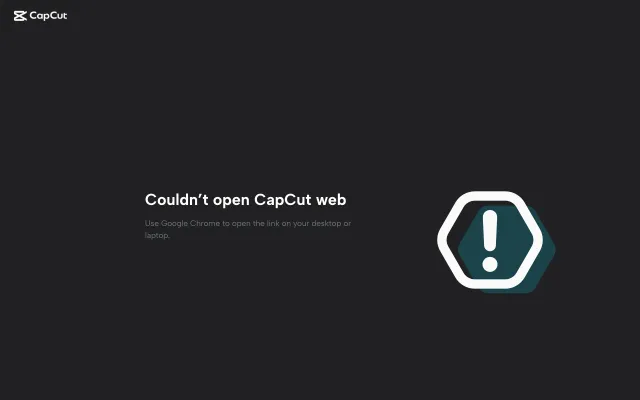 CapCut
Couldn’t open CapCut web
Use Google Chrome to open the link on your desktop or
laptop.